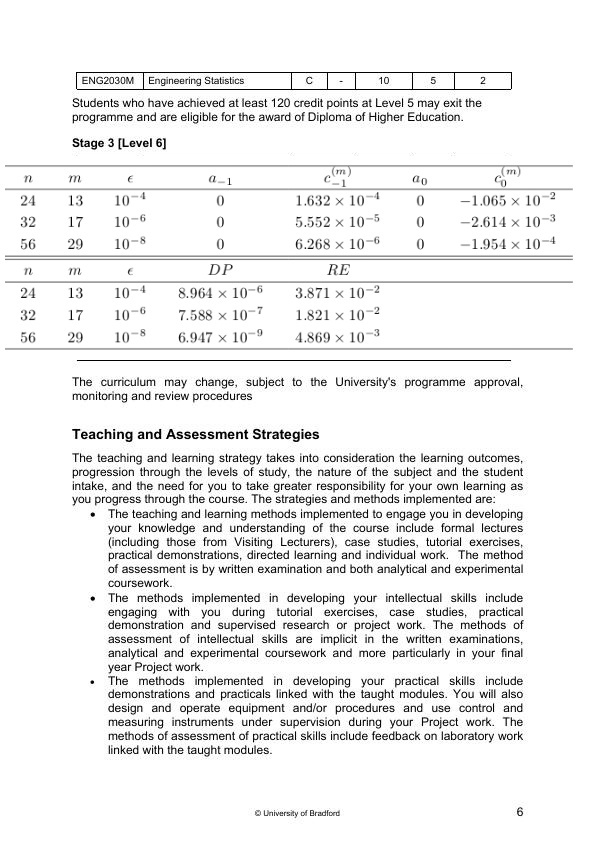 ENG2030M Engineering Statistics C - 10 5 2
Students who have achieved at least 120 credit points at Level 5 may exit the
programme and are eligible for the award of Diploma of Higher Education.
Stage 3 [Level 6]
n m ϵ a₋₁ c₋₁⁽ᵐ⁾ a₀ c₀⁽ᵐ⁾
24 13 10⁻⁴ 0 1.632 × 10⁻⁴ 0 −1.065 × 10⁻²
32 17 10⁻⁶ 0 5.552 × 10⁻⁵ 0 −2.614 × 10⁻³
56 29 10⁻⁸ 0 6.268 × 10⁻⁶ 0 −1.954 × 10⁻⁴
n m ϵ DP RE
24 13 10⁻⁴ 8.964 × 10⁻⁶ 3.871 × 10⁻²
32 17 10⁻⁶ 7.588 × 10⁻⁷ 1.821 × 10⁻²
56 29 10⁻⁸ 6.947 × 10⁻⁹ 4.869 × 10⁻³
The curriculum may change, subject to the University's programme approval,
monitoring and review procedures
Teaching and Assessment Strategies
The teaching and learning strategy takes into consideration the learning outcomes,
progression through the levels of study, the nature of the subject and the student
intake, and the need for you to take greater responsibility for your own learning as
you progress through the course. The strategies and methods implemented are:
• The teaching and learning methods implemented to engage you in developing
your knowledge and understanding of the course include formal lectures
(including those from Visiting Lecturers), case studies, tutorial exercises,
practical demonstrations, directed learning and individual work. The method
of assessment is by written examination and both analytical and experimental
coursework.
• The methods implemented in developing your intellectual skills include
engaging with you during tutorial exercises, case studies, practical
demonstration and supervised research or project work. The methods of
assessment of intellectual skills are implicit in the written examinations,
analytical and experimental coursework and more particularly in your final
year Project work.
• The methods implemented in developing your practical skills include
demonstrations and practicals linked with the taught modules. You will also
design and operate equipment and/or procedures and use control and
measuring instruments under supervision during your Project work. The
methods of assessment of practical skills include feedback on laboratory work
linked with the taught modules.
© University of Bradford 6